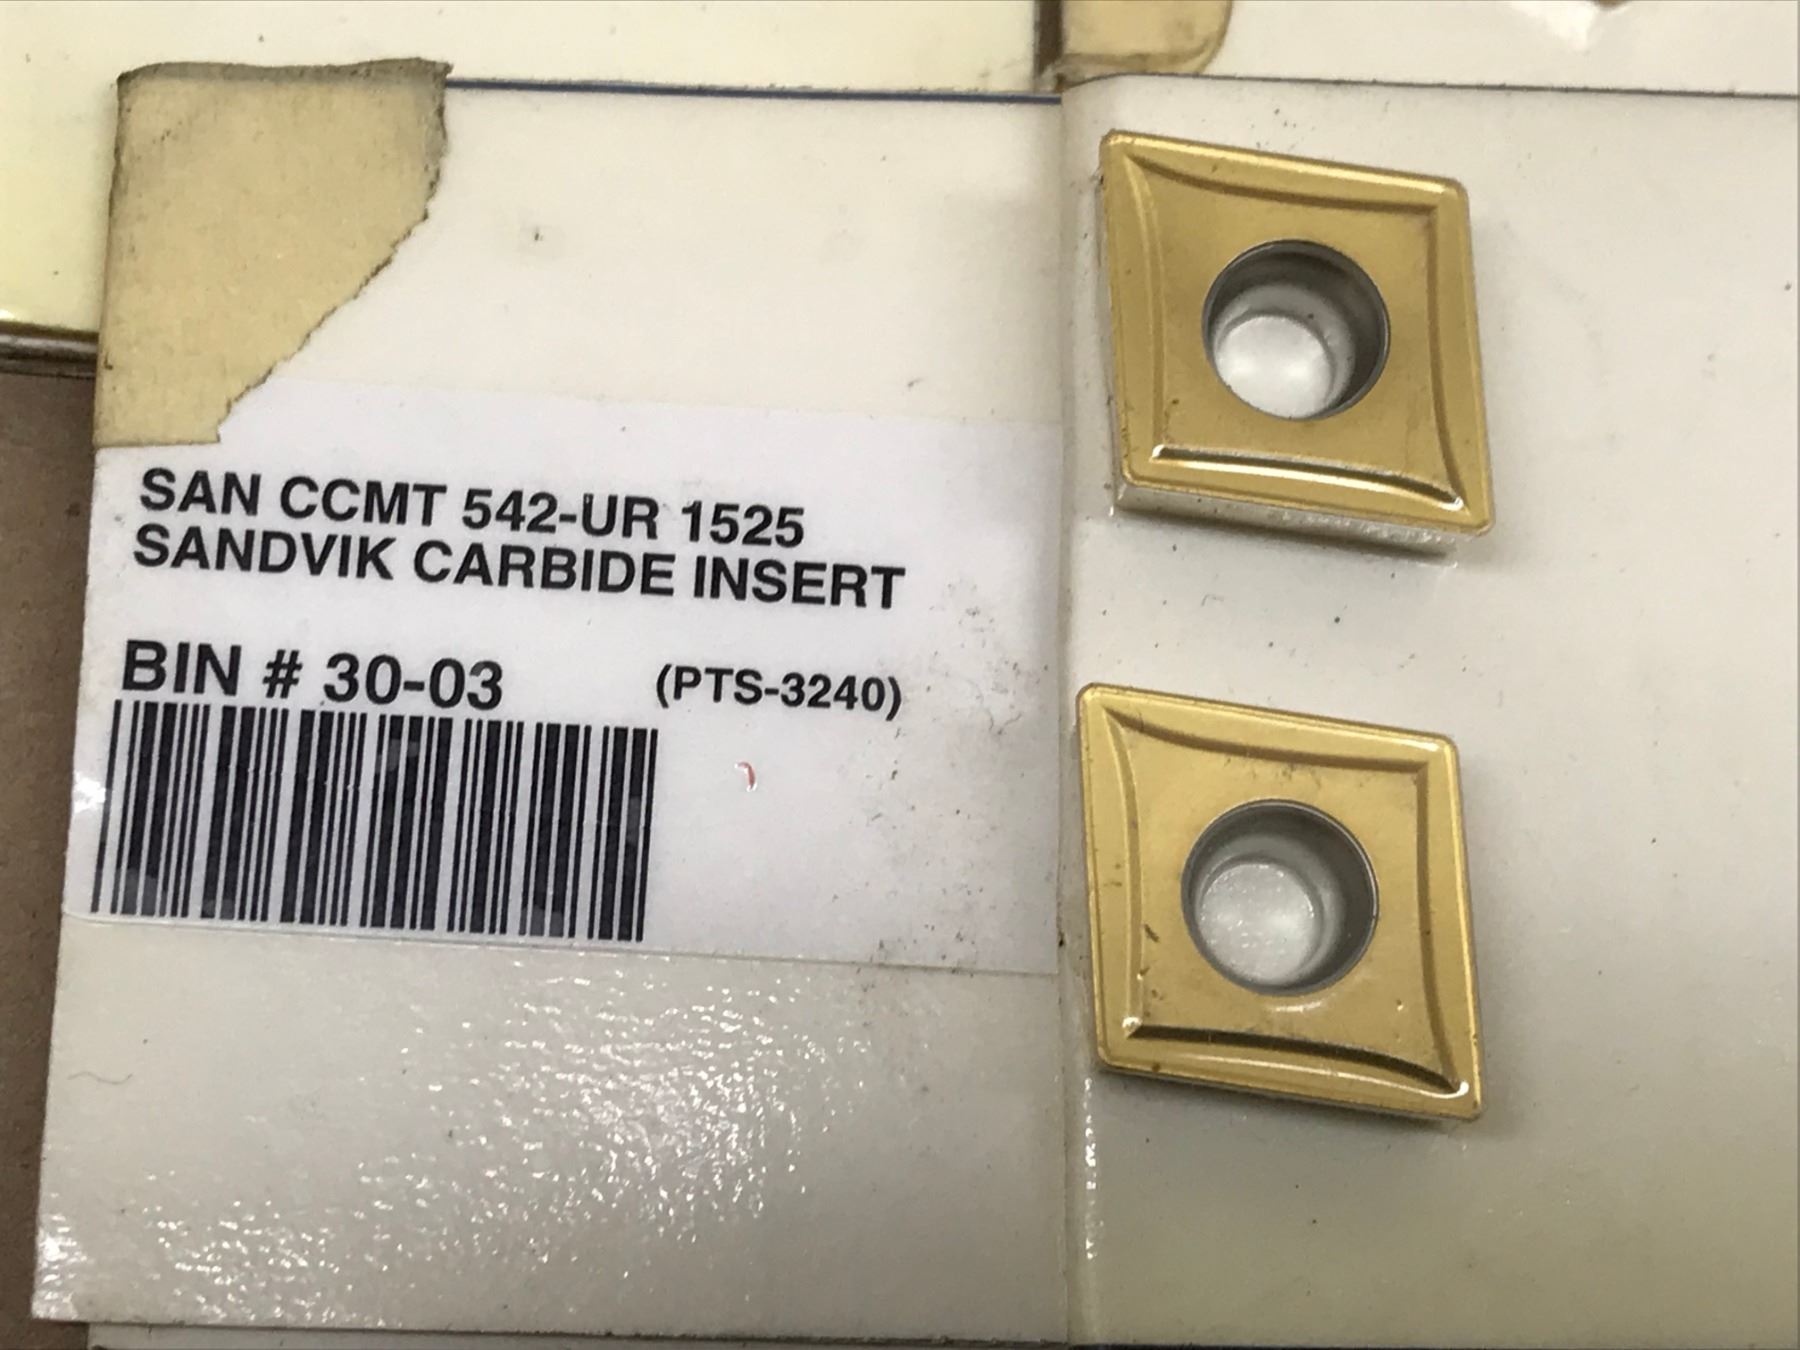 SAN CCMT 542-UR 1525
SANDVIK CARBIDE INSERT
BIN # 30-03 (PTS-3240)